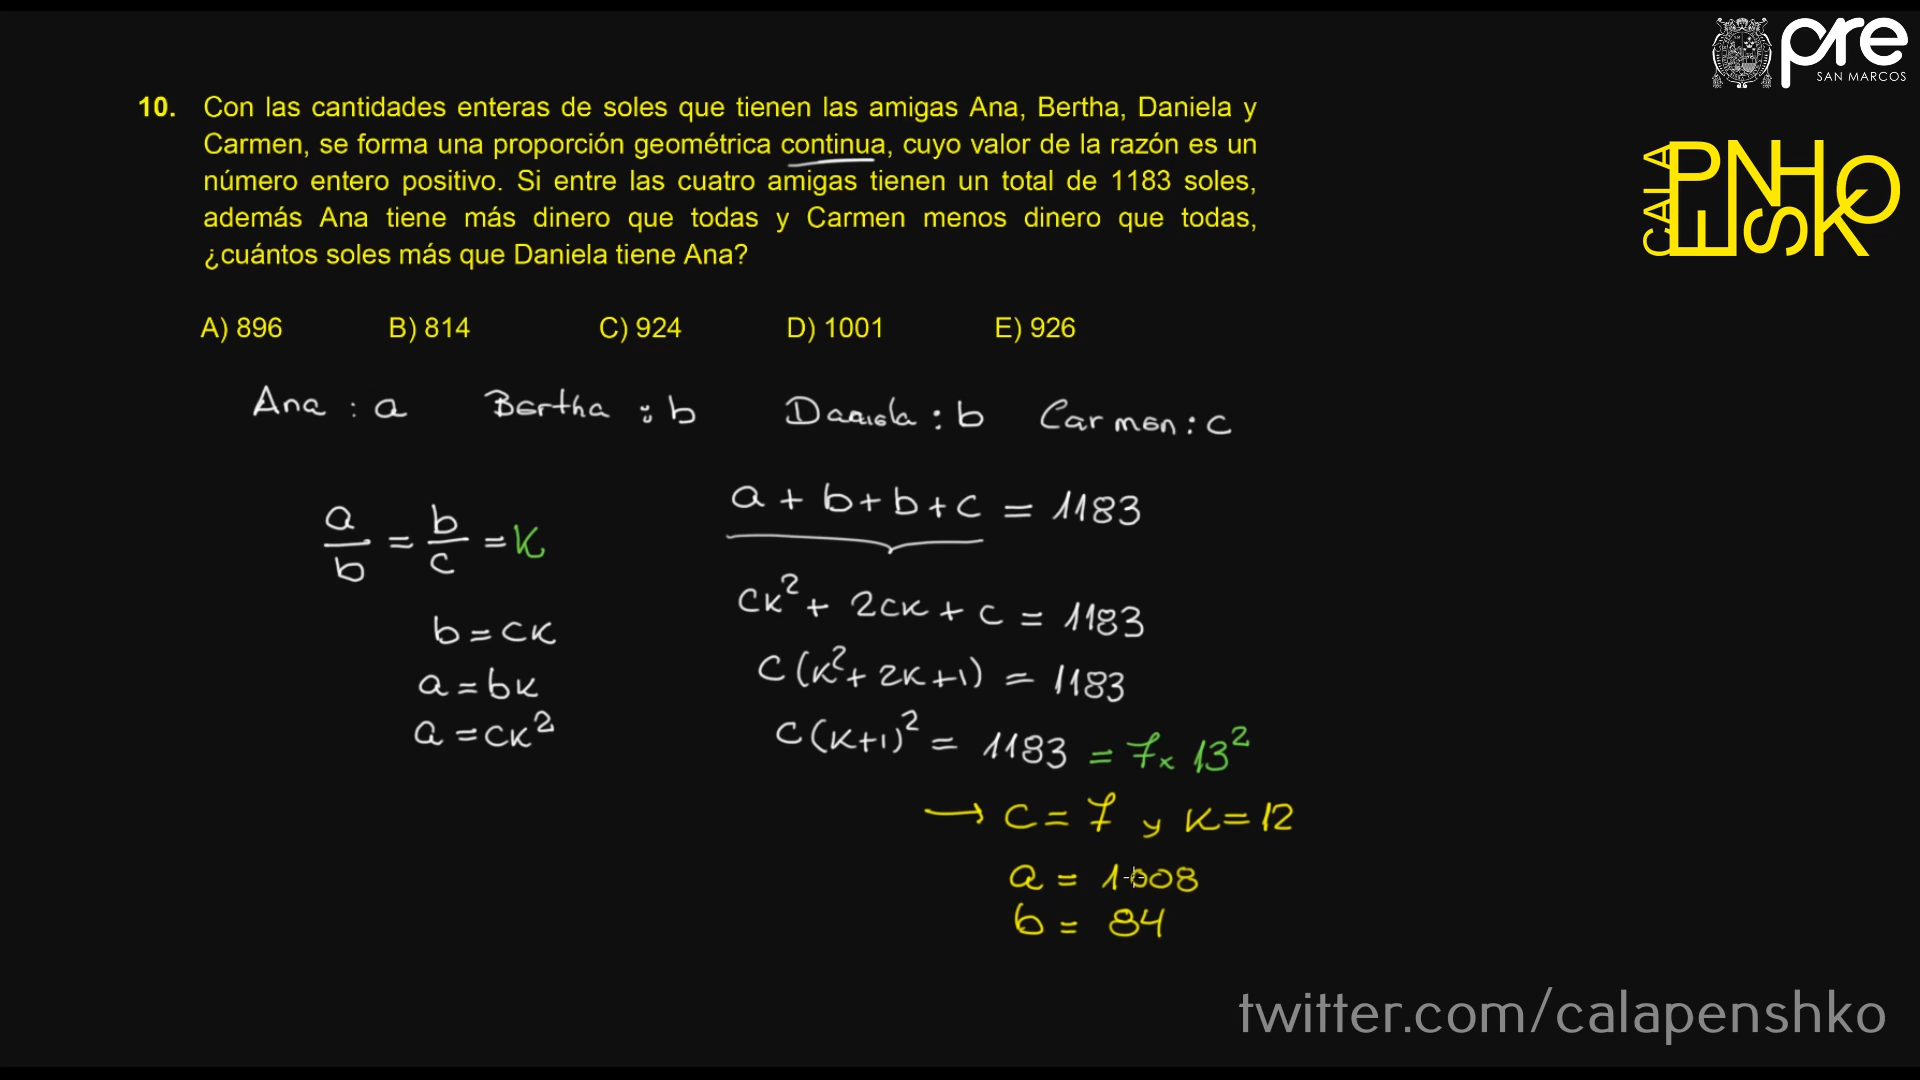 pre
SAN MARCOS
CALA
PENSHKO
10. Con las cantidades enteras de soles que tienen las amigas Ana, Bertha, Daniela y
Carmen, se forma una proporción geométrica continua, cuyo valor de la razón es un
número entero positivo. Si entre las cuatro amigas tienen un total de 1183 soles,
además Ana tiene más dinero que todas y Carmen menos dinero que todas,
¿cuántos soles más que Daniela tiene Ana?
A) 896 B) 814 C) 924 D) 1001 E) 926
Ana : a Bertha : b Daniela : b Carmen : c
a/b = b/c = K
b = cK
a = bK
a = cK²
a + b + b + c = 1183
cK² + 2cK + c = 1183
c(K² + 2K + 1) = 1183
c(K+1)² = 1183 = 7 x 13²
→ c = 7 y K = 12
a = 1008
b = 84
twitter.com/calapenshko